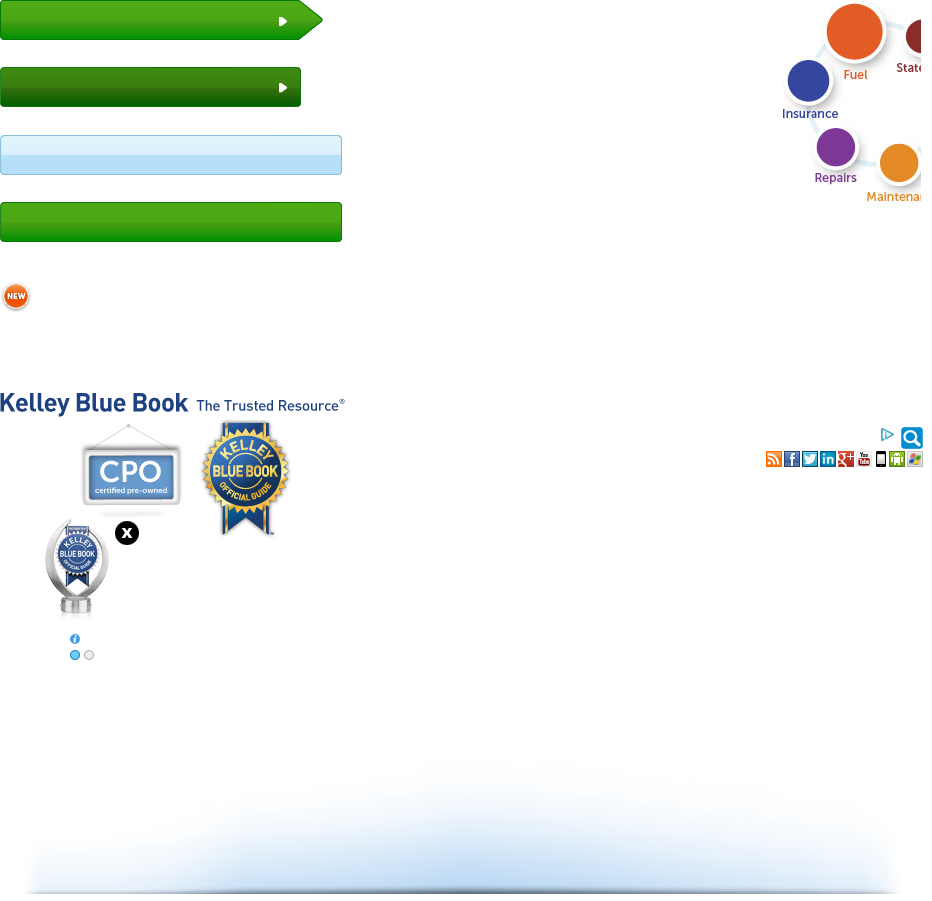 Fuel
State
Insurance
Repairs
Maintenan
NEW
Kelley Blue Book The Trusted Resource®
CPO
certified pre-owned
KELLEY
BLUE BOOK
OFFICIAL GUIDE
You
Tube
X
KELLEY
BLUE BOOK
OFFICIAL GUIDE
i